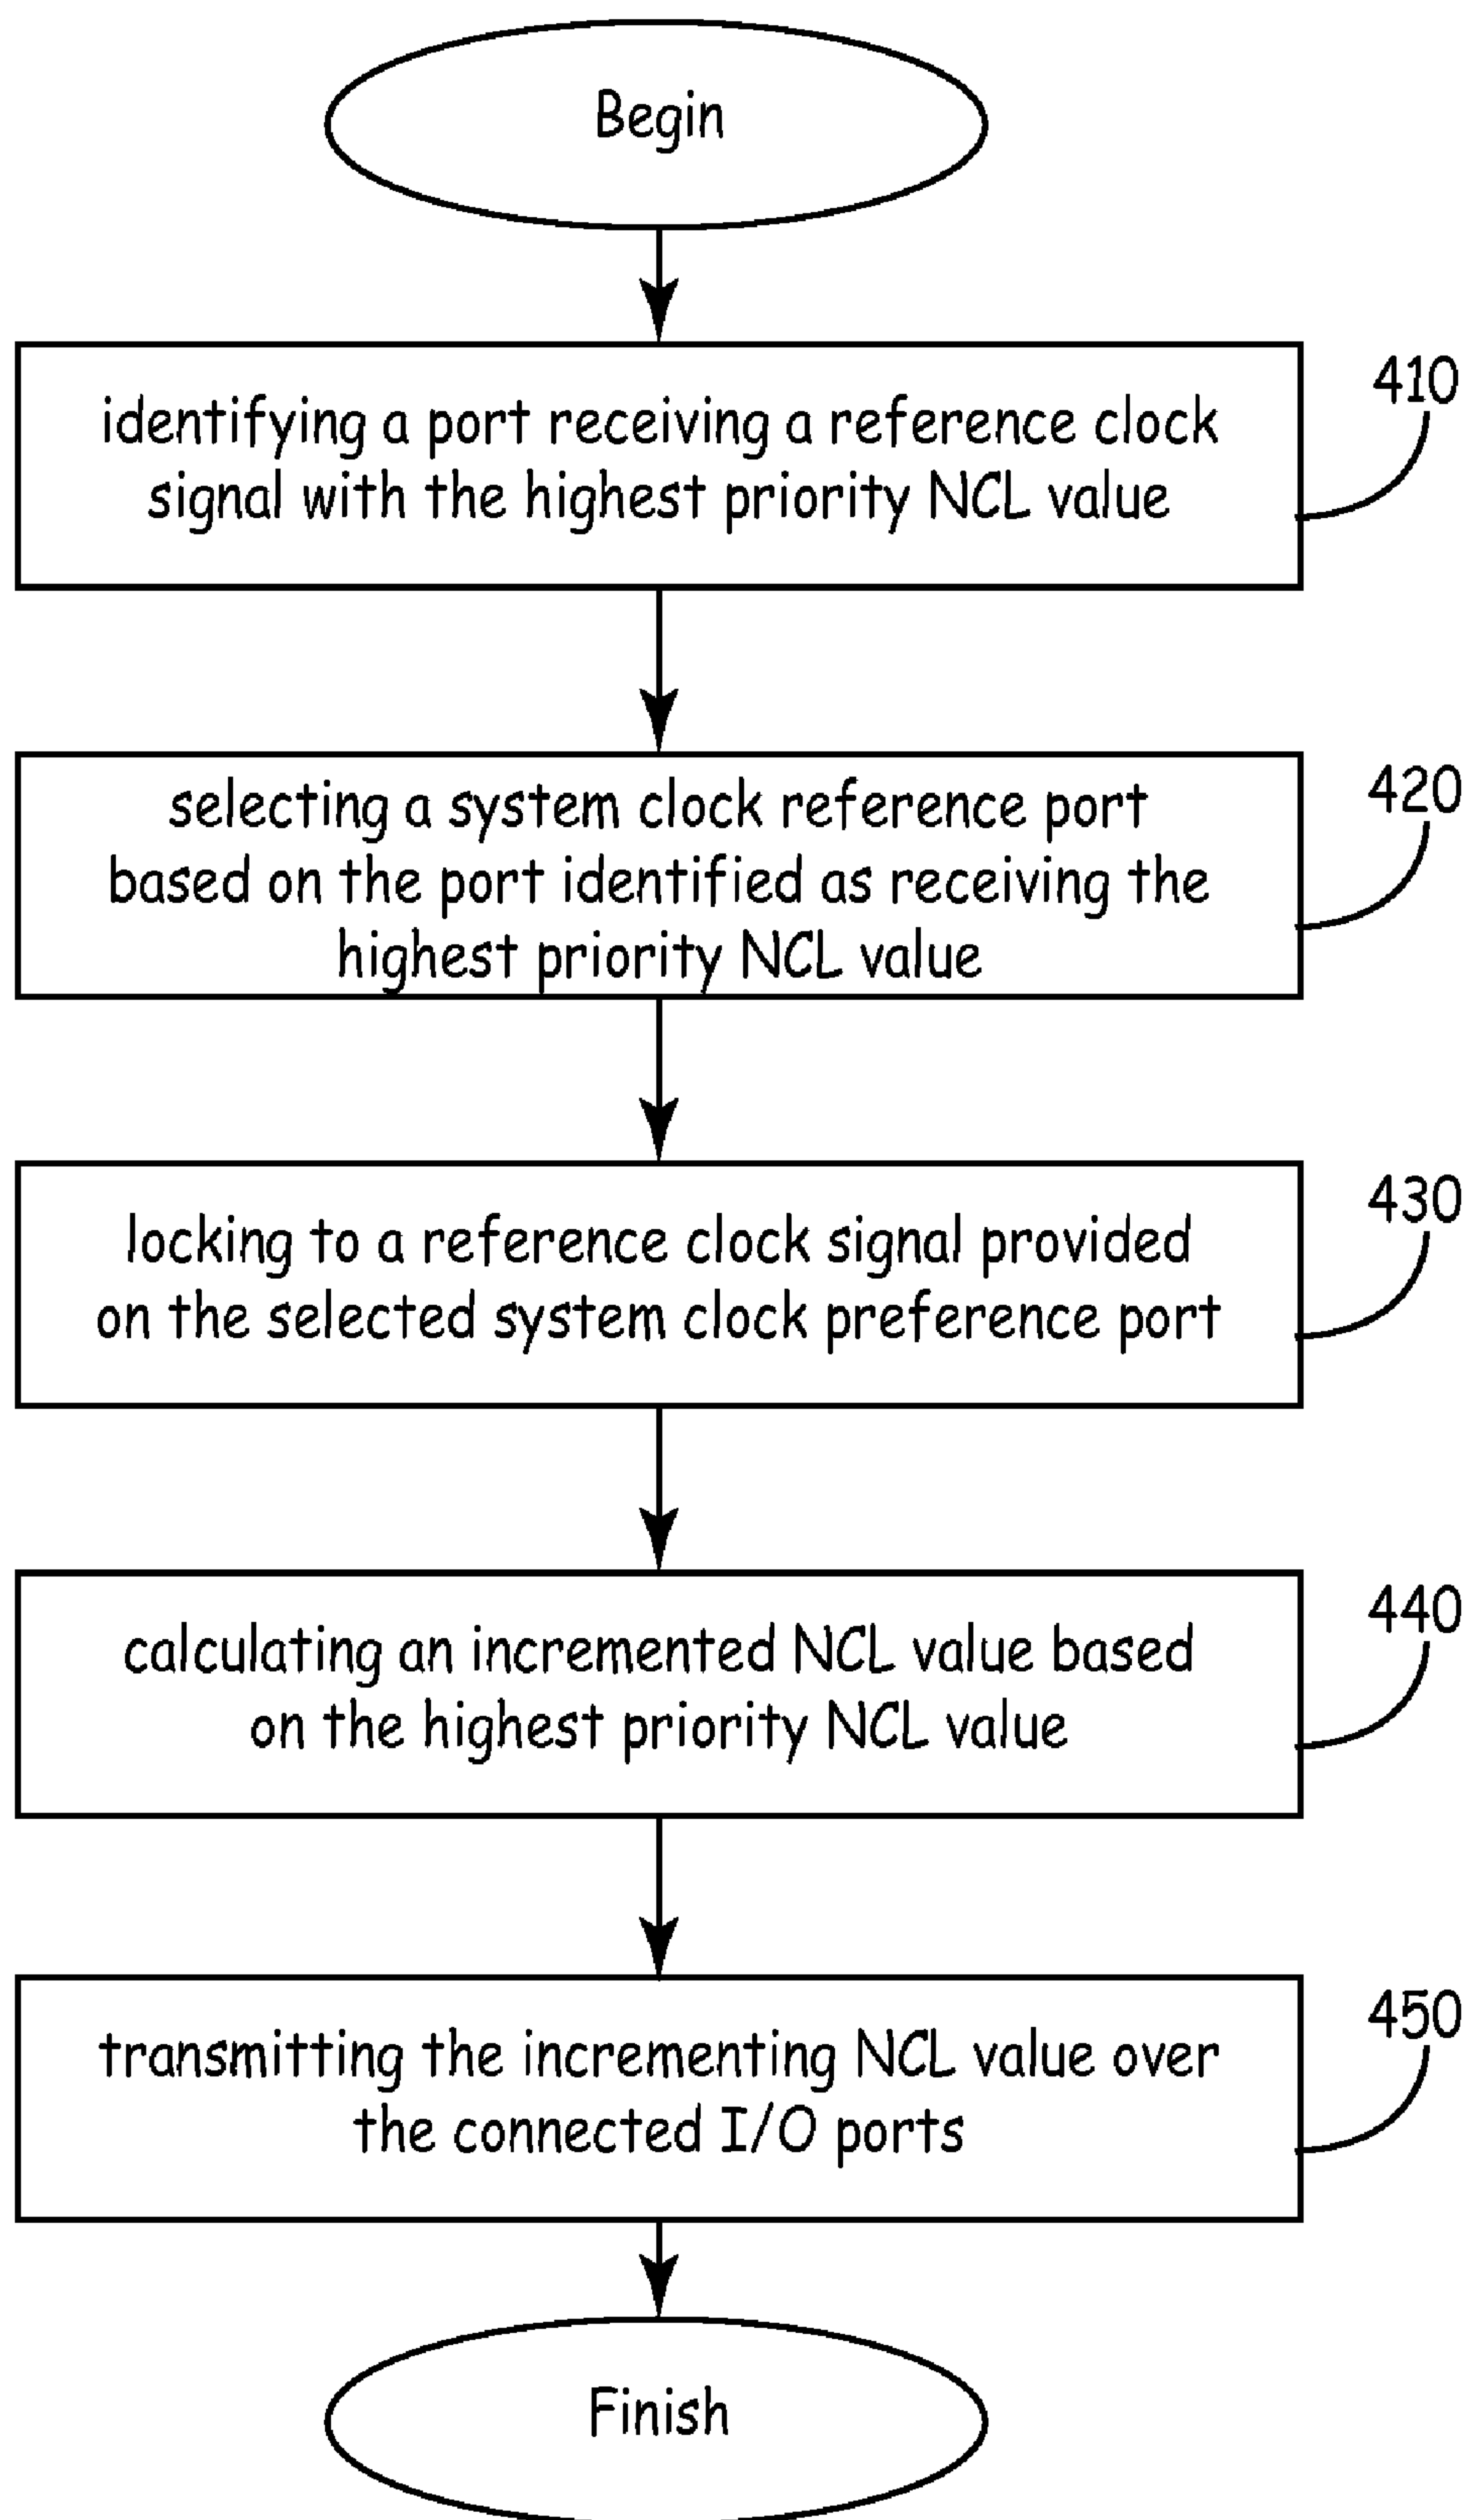 Begin
410
identifying a port receiving a reference clock
signal with the highest priority NCL value
420
selecting a system clock reference port
based on the port identified as receiving the
highest priority NCL value
430
locking to a reference clock signal provided
on the selected system clock preference port
440
calculating an incremented NCL value based
on the highest priority NCL value
450
transmitting the incrementing NCL value over
the connected I/O ports
Finish